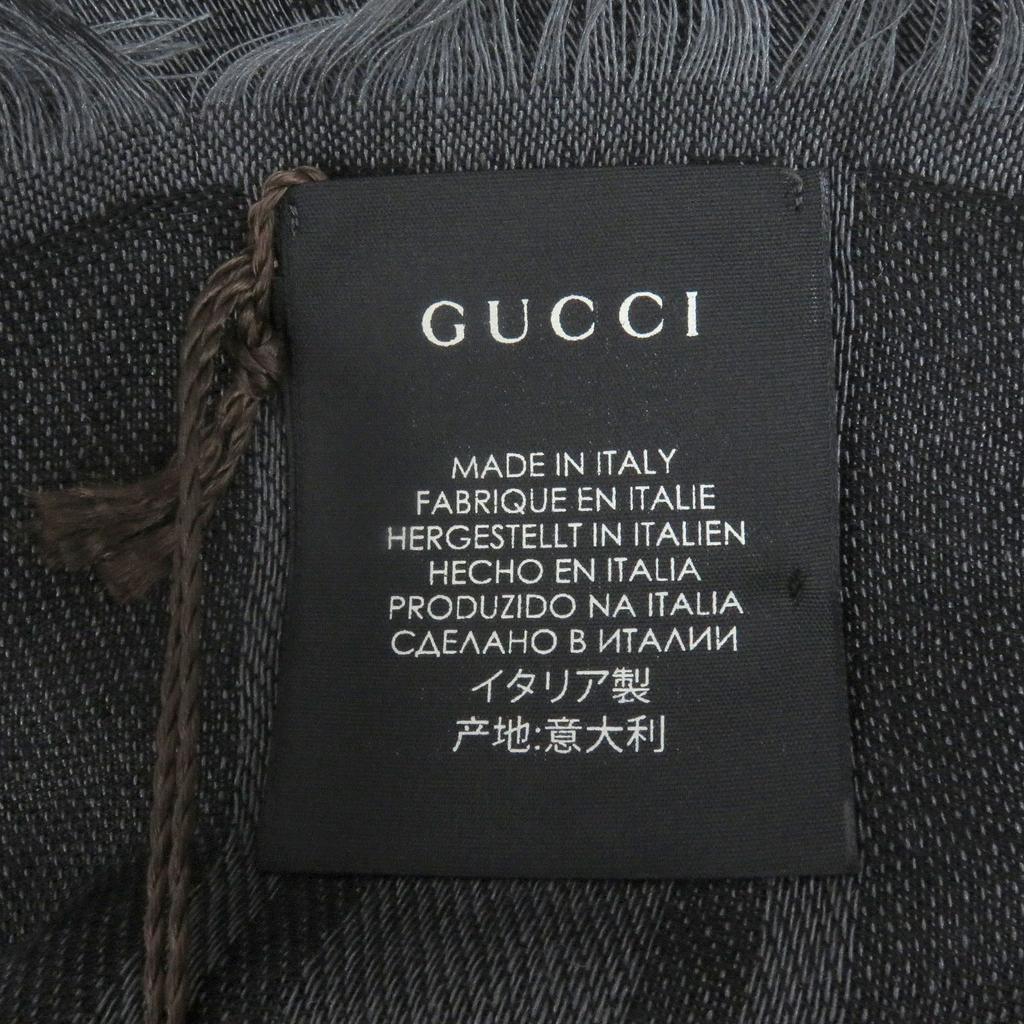 GUCCI
MADE IN ITALY
FABRIQUE EN ITALIE
HERGESTELLT IN ITALIEN
HECHO EN ITALIA
PRODUZIDO NA ITALIA
СДЕЛАНО В ИТАЛИИ
イタリア製
产地:意大利